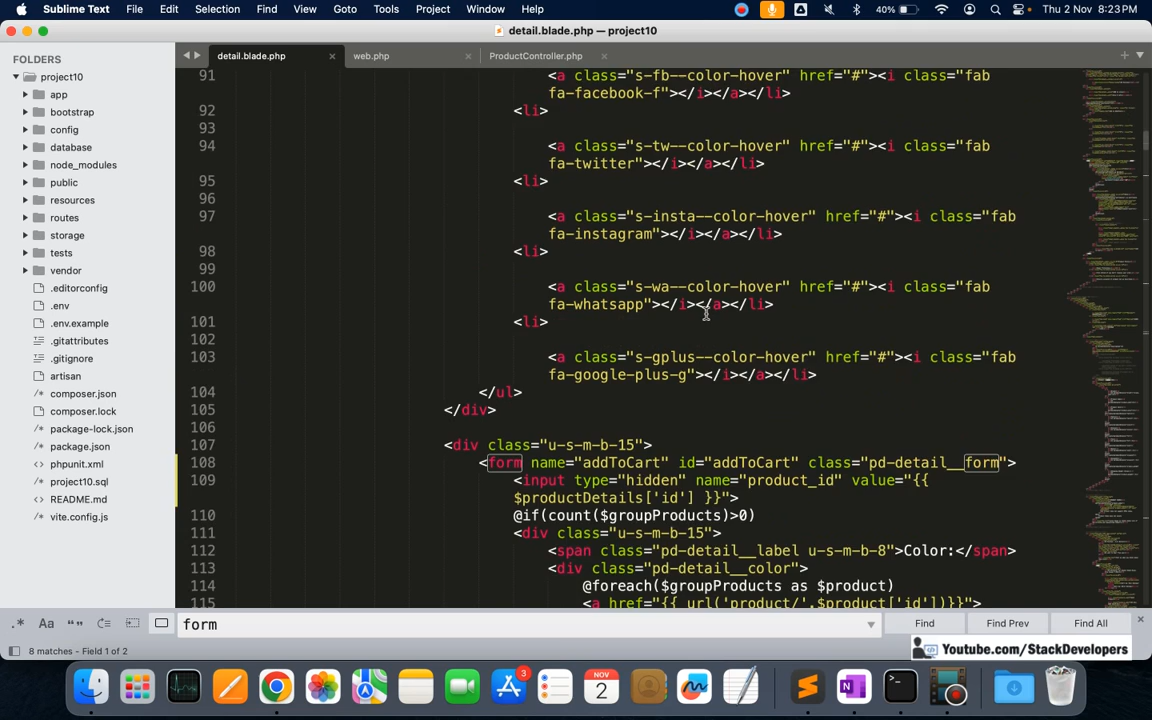 Sublime Text File Edit Selection Find View Goto Tools Project Window Help 40% Thu 2 Nov 8:23PM
detail.blade.php — project10
FOLDERS
project10
app
bootstrap
config
database
node_modules
public
resources
routes
storage
tests
vendor
.editorconfig
.env
.env.example
.gitattributes
.gitignore
artisan
composer.json
composer.lock
package-lock.json
package.json
phpunit.xml
project10.sql
README.md
vite.config.js
detail.blade.php × web.php × ProductController.php ×
91 <a class="s-fb--color-hover" href="#"><i class="fab
fa-facebook-f"></i></a></li>
92 <li>
93
94 <a class="s-tw--color-hover" href="#"><i class="fab
fa-twitter"></i></a></li>
95 <li>
96
97 <a class="s-insta--color-hover" href="#"><i class="fab
fa-instagram"></i></a></li>
98 <li>
99
100 <a class="s-wa--color-hover" href="#"><i class="fab
fa-whatsapp"></i></a></li>
101 <li>
102
103 <a class="s-gplus--color-hover" href="#"><i class="fab
fa-google-plus-g"></i></a></li>
104 </ul>
105 </div>
106
107 <div class="u-s-m-b-15">
108 <form name="addToCart" id="addToCart" class="pd-detail__form">
109 <input type="hidden" name="product_id" value="{{
$productDetails['id'] }}">
110 @if(count($groupProducts)>0)
111 <div class="u-s-m-b-15">
112 <span class="pd-detail__label u-s-m-b-8">Color:</span>
113 <div class="pd-detail__color">
114 @foreach($groupProducts as $product)
115 <a href="{{ url('product/'.$product['id'])}}">
.* Aa “” form Find Find Prev Find All ×
8 matches - Field 1 of 2
Youtube.com/StackDevelopers
NOV
2
3